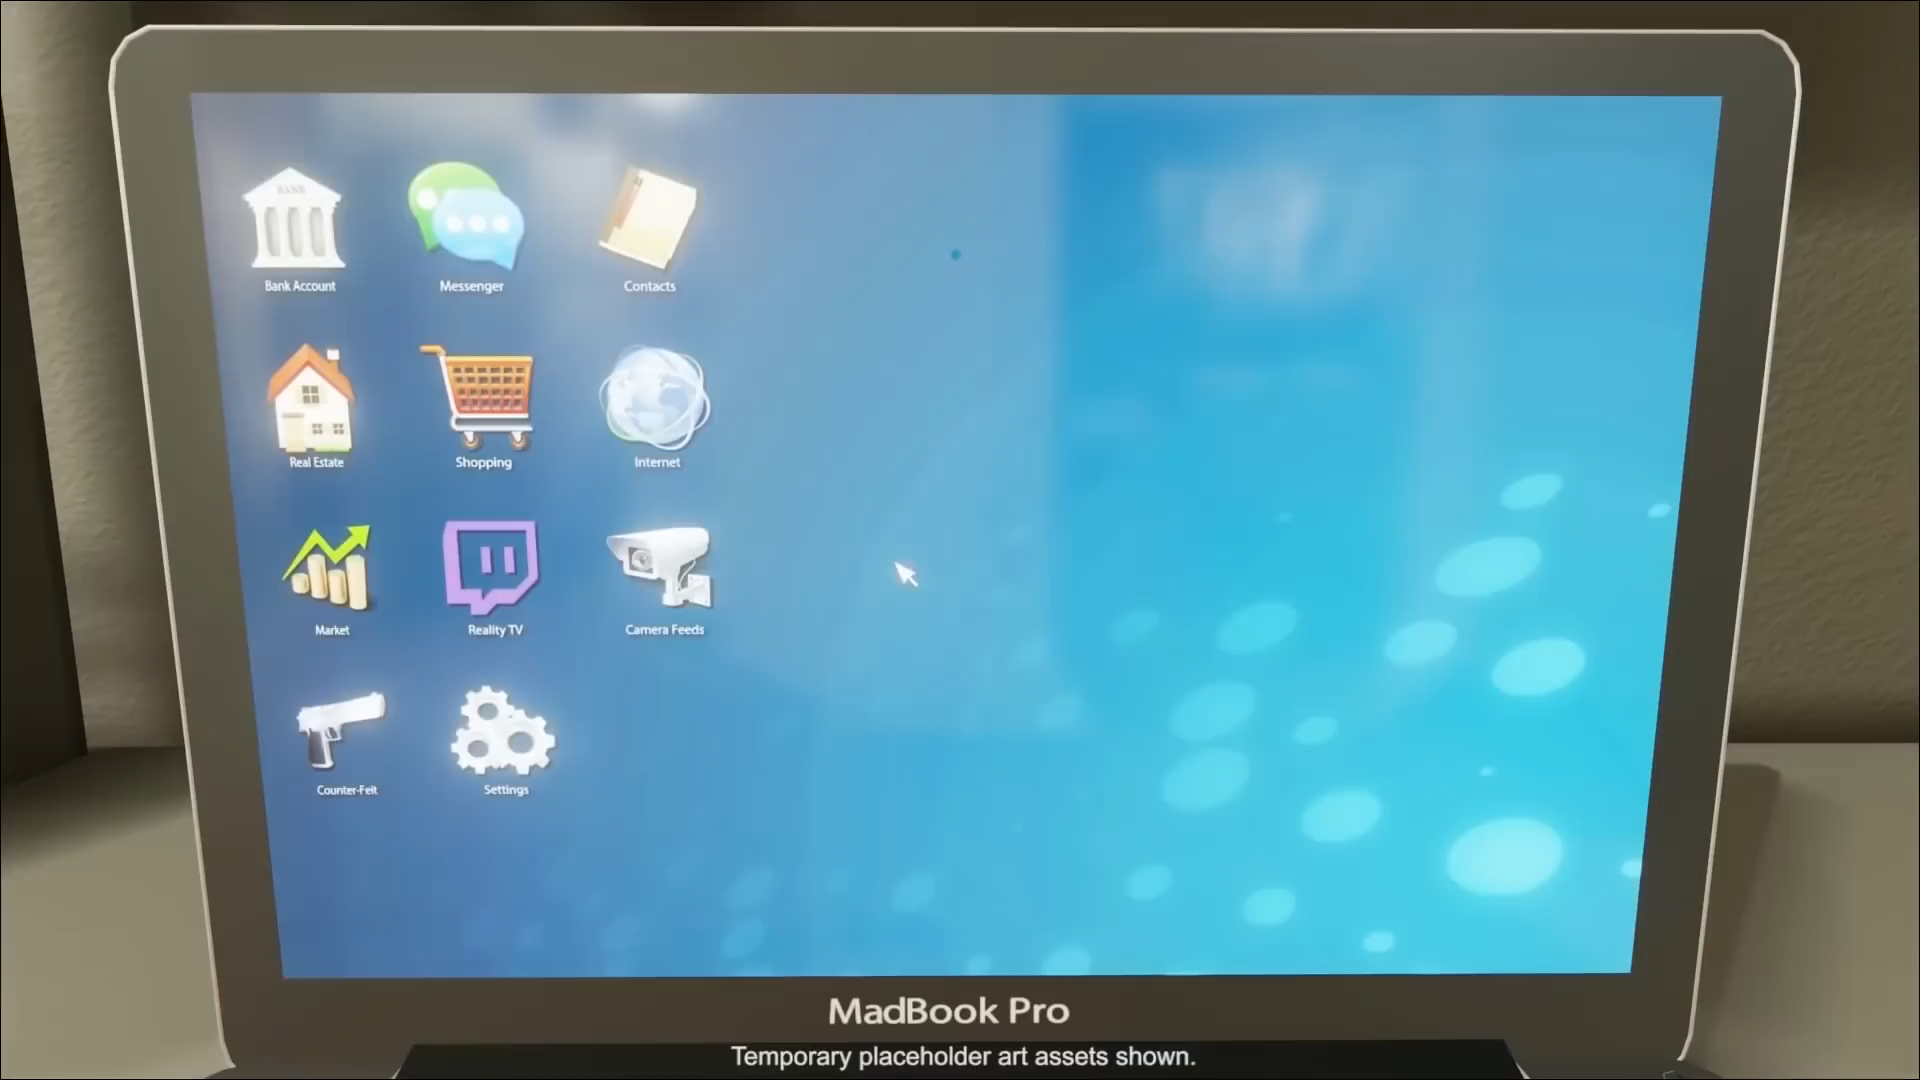 BANK
Bank Account
Messenger
Contacts
Real Estate
Shopping
Internet
Market
Reality TV
Camera Feeds
Counter-Feit
Settings
MadBook Pro
Temporary placeholder art assets shown.